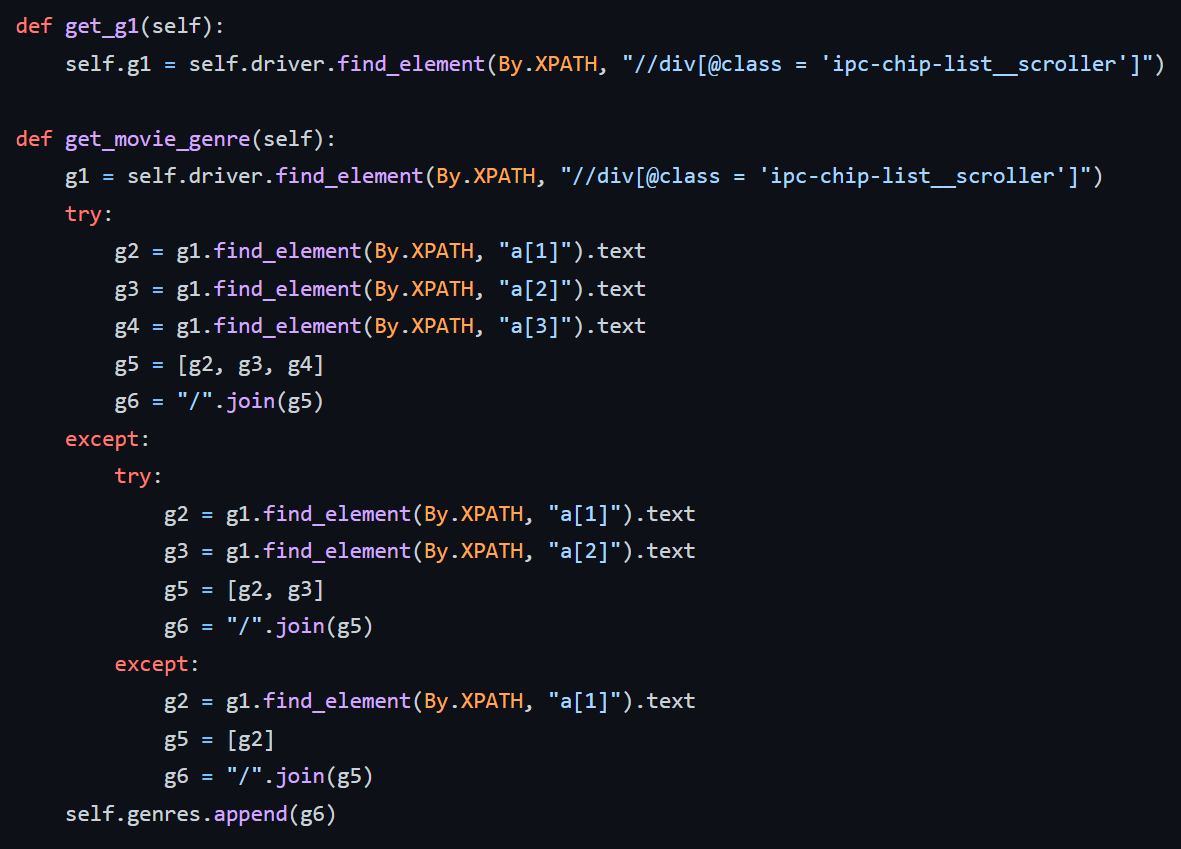 def get_g1(self):
    self.g1 = self.driver.find_element(By.XPATH, "//div[@class = 'ipc-chip-list__scroller']")

def get_movie_genre(self):
    g1 = self.driver.find_element(By.XPATH, "//div[@class = 'ipc-chip-list__scroller']")
    try:
        g2 = g1.find_element(By.XPATH, "a[1]").text
        g3 = g1.find_element(By.XPATH, "a[2]").text
        g4 = g1.find_element(By.XPATH, "a[3]").text
        g5 = [g2, g3, g4]
        g6 = "/".join(g5)
    except:
        try:
            g2 = g1.find_element(By.XPATH, "a[1]").text
            g3 = g1.find_element(By.XPATH, "a[2]").text
            g5 = [g2, g3]
            g6 = "/".join(g5)
        except:
            g2 = g1.find_element(By.XPATH, "a[1]").text
            g5 = [g2]
            g6 = "/".join(g5)
    self.genres.append(g6)